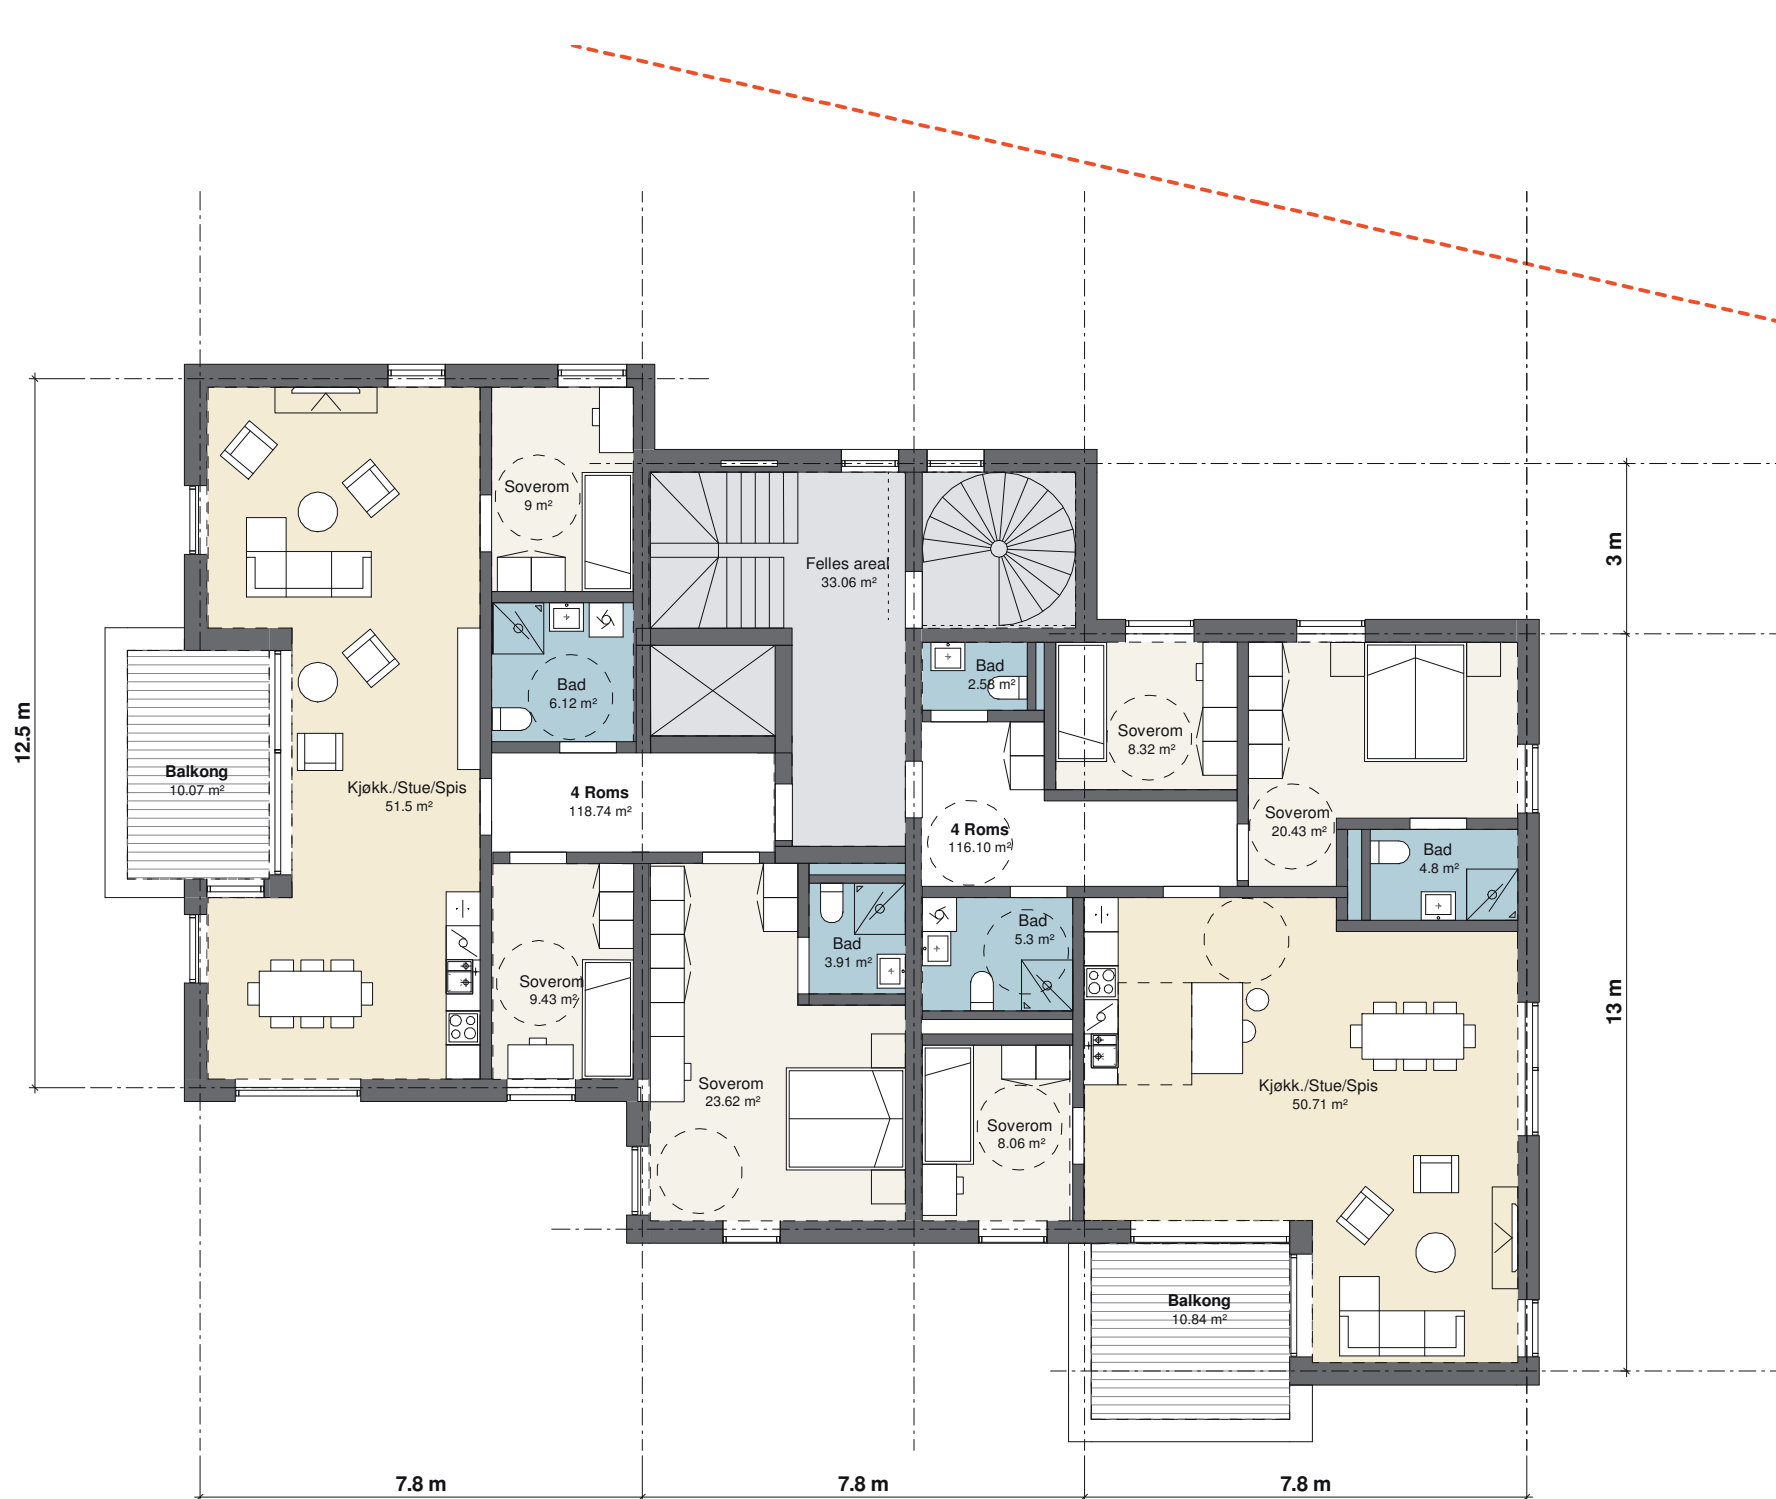 Soverom
9 m²
Felles areal
33.06 m²
3 m
Bad
6.12 m²
Bad
2.58 m²
12.5 m
Soverom
8.32 m²
Balkong
10.07 m²
Kjøkk./Stue/Spis
51.5 m²
4 Roms
118.74 m²
4 Roms
116.10 m²
Soverom
20.43 m²
Bad
4.8 m²
Bad
3.91 m²
Bad
5.3 m²
Soverom
9.43 m²
13 m
Soverom
23.62 m²
Kjøkk./Stue/Spis
50.71 m²
Soverom
8.06 m²
Balkong
10.84 m²
7.8 m
7.8 m
7.8 m